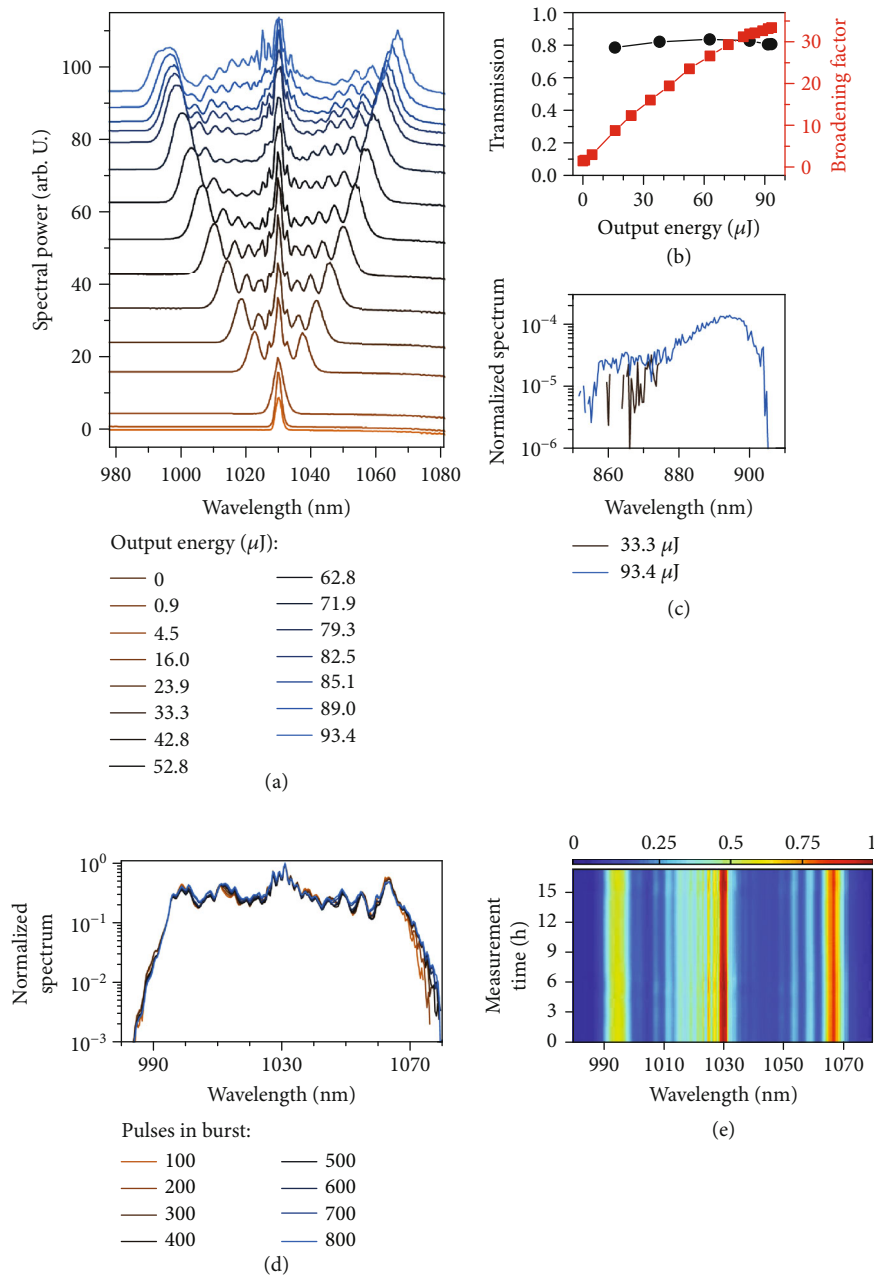 100
80
60
40
20
0
Spectral power (arb. U.)
980 1000 1020 1040 1060 1080
Wavelength (nm)
Output energy (μJ):
0
0.9
4.5
16.0
23.9
33.3
42.8
52.8
62.8
71.9
79.3
82.5
85.1
89.0
93.4
(a)
1.0
0.8
0.6
0.4
0.2
0.0
Transmission
30
20
10
0
Broadening factor
0 30 60 90
Output energy (μJ)
(b)
10⁻⁴
10⁻⁵
10⁻⁶
Normalized spectrum
860 880 900
Wavelength (nm)
33.3 μJ
93.4 μJ
(c)
10⁰
10⁻¹
10⁻²
10⁻³
Normalized
spectrum
990 1030 1070
Wavelength (nm)
Pulses in burst:
100
200
300
400
500
600
700
800
(d)
0 0.25 0.5 0.75 1
15
12
9
6
3
0
Measurement
time (h)
990 1010 1030 1050 1070
Wavelength (nm)
(e)